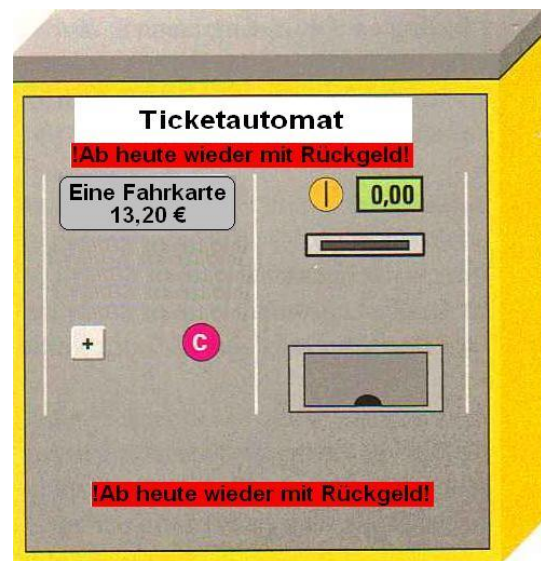 Ticketautomat
!Ab heute wieder mit Rückgeld!
Eine Fahrkarte
13,20 €
0,00
+
C
!Ab heute wieder mit Rückgeld!